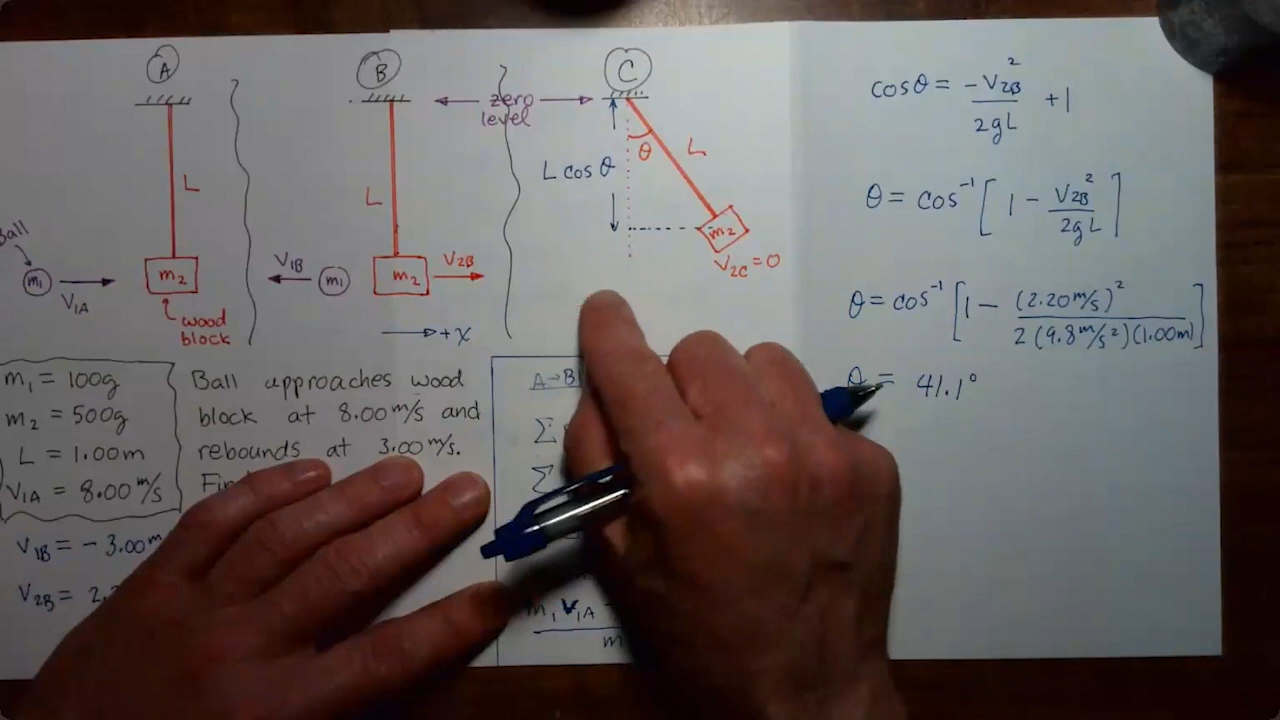 A
B
C
zero
level
L
L
L
θ
L cos θ
Ball
m1
V1A
m2
wood
block
V1B
m1
m2
V2B
+x
m2
V2C = 0
m1 = 100g
m2 = 500g
L = 1.00m
V1A = 8.00 m/s
V1B = - 3.00
V2B =
Ball approaches wood
block at 8.00 m/s and
rebounds at 3.00 m/s.
A→B
Σ
Σ
m1 V1A
cosθ = -V2B² / 2gL + 1
θ = cos⁻¹ [ 1 - V2B² / 2gL ]
θ = cos⁻¹ [ 1 - (2.20 m/s)² / 2 (9.8 m/s²)(1.00m) ]
θ = 41.1°